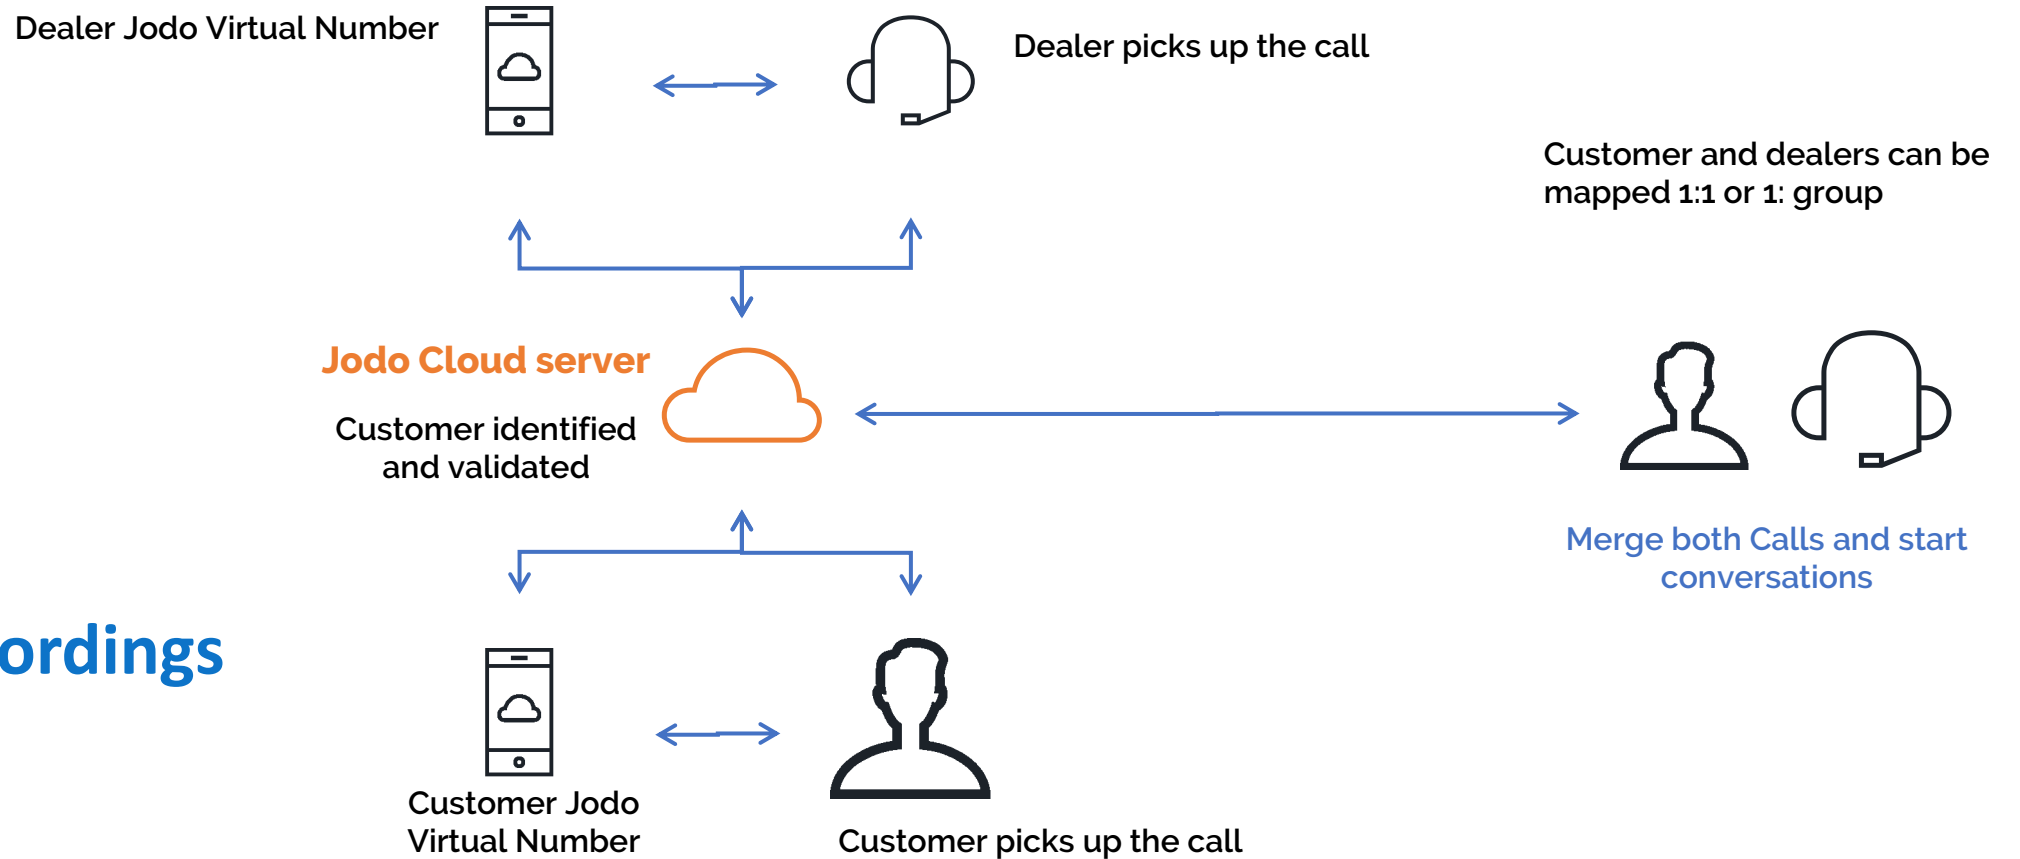 Dealer Jodo Virtual Number
Dealer picks up the call
Customer and dealers can be
mapped 1:1 or 1: group
Jodo Cloud server
Customer identified
and validated
Merge both Calls and start
conversations
ordings
Customer Jodo
Virtual Number
Customer picks up the call